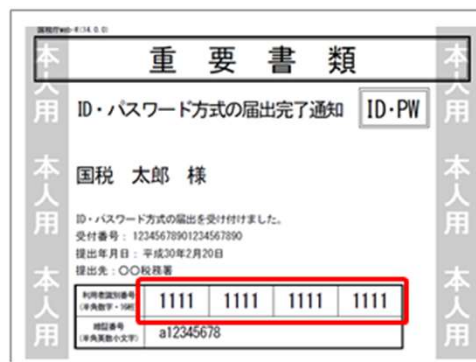 国税庁web-R(14.0.0)
重要書類
ID・パスワード方式の届出完了通知 ID・PW
国税 太郎 様
ID・パスワード方式の届出を受け付けました。
受付番号：12345678901234567890
提出年月日：平成30年2月20日
提出先：〇〇税務署
利用者識別番号
(半角数字・16桁) 1111 1111 1111 1111
暗証番号
(半角英数小文字) a12345678
本人用 本人用 本人用
本人用 本人用 本人用